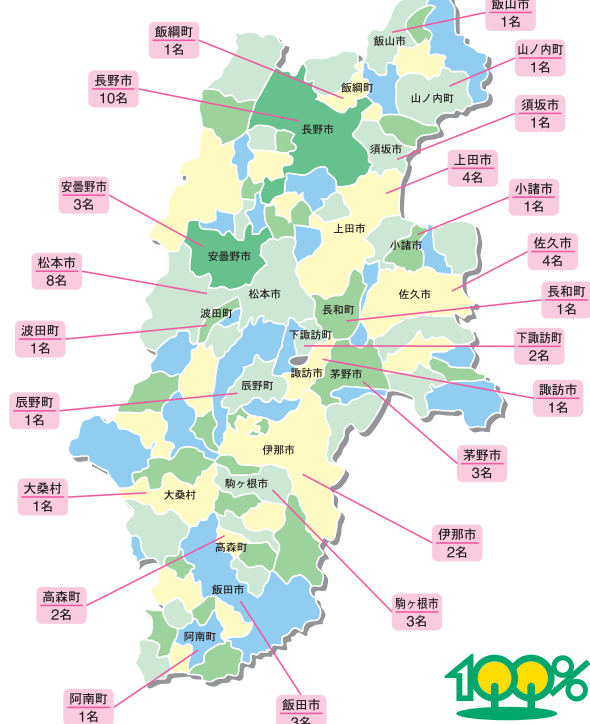 飯山市
1名
飯綱町
1名
山ノ内町
1名
長野市
10名
須坂市
1名
上田市
4名
安曇野市
3名
小諸市
1名
佐久市
4名
松本市
8名
長和町
1名
波田町
1名
下諏訪町
2名
諏訪市
1名
辰野町
1名
茅野市
3名
大桑村
1名
伊那市
2名
高森町
2名
駒ヶ根市
3名
阿南町
1名
飯田市
3名
飯山市
飯綱町
山ノ内町
長野市
須坂市
上田市
小諸市
安曇野市
松本市
佐久市
長和町
波田町
下諏訪町
諏訪市
茅野市
辰野町
伊那市
駒ヶ根市
大桑村
高森町
飯田市
阿南町
100%